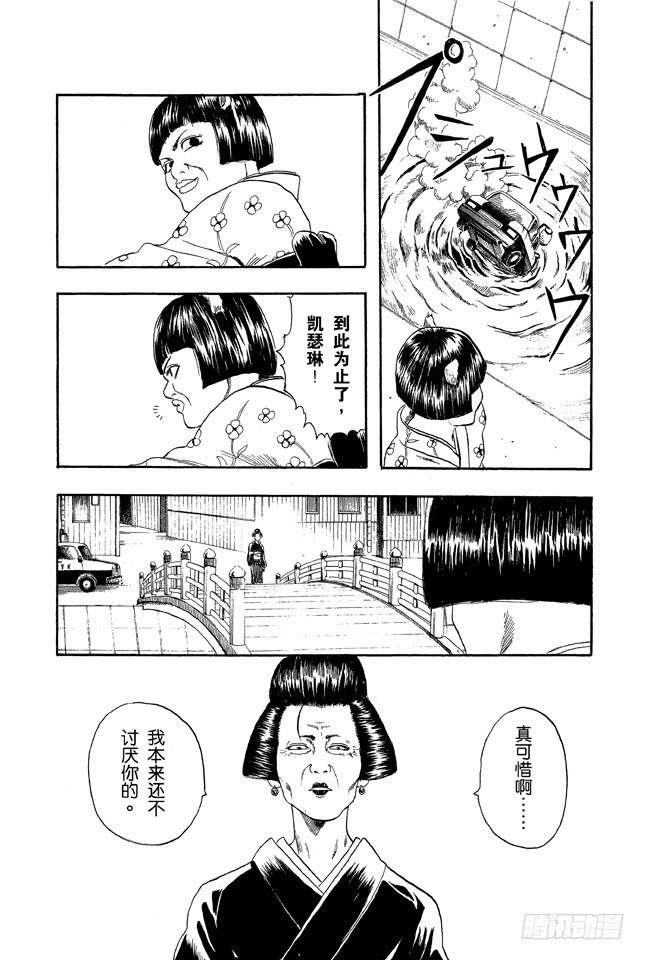 プシュウウウウ
到此为止了，
凯瑟琳！
真可惜啊……
我本来还不
讨厌你的。
腾讯动漫